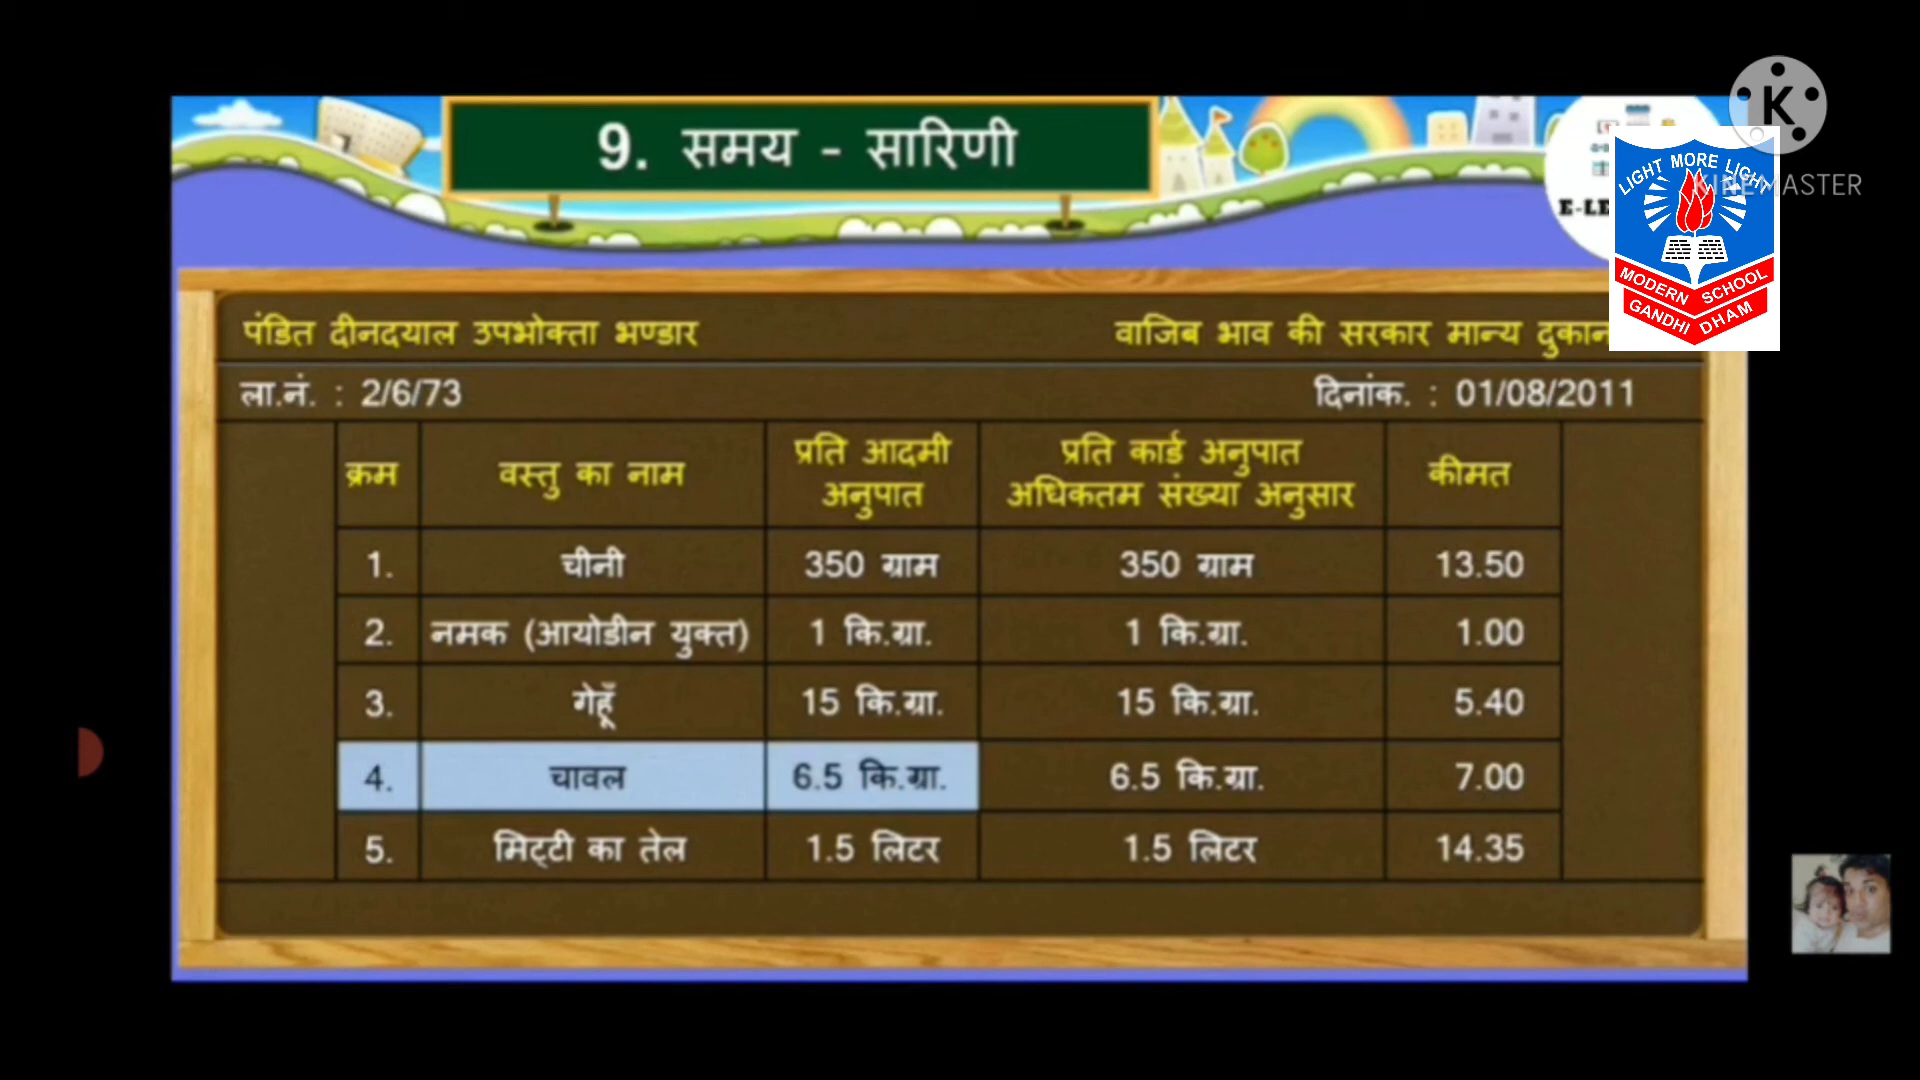 9. समय - सारिणी
K
KINEMASTER
E-LE
LIGHT MORE LIGHT
MODERN SCHOOL
GANDHI DHAM
पंडित दीनदयाल उपभोक्ता भण्डार वाजिब भाव की सरकार मान्य दुकान
ला.नं. : 2/6/73 दिनांक. : 01/08/2011
क्रम वस्तु का नाम प्रति आदमी अनुपात प्रति कार्ड अनुपात अधिकतम संख्या अनुसार कीमत
1. चीनी 350 ग्राम 350 ग्राम 13.50
2. नमक (आयोडीन युक्त) 1 कि.ग्रा. 1 कि.ग्रा. 1.00
3. गेहूँ 15 कि.ग्रा. 15 कि.ग्रा. 5.40
4. चावल 6.5 कि.ग्रा. 6.5 कि.ग्रा. 7.00
5. मिट्टी का तेल 1.5 लिटर 1.5 लिटर 14.35